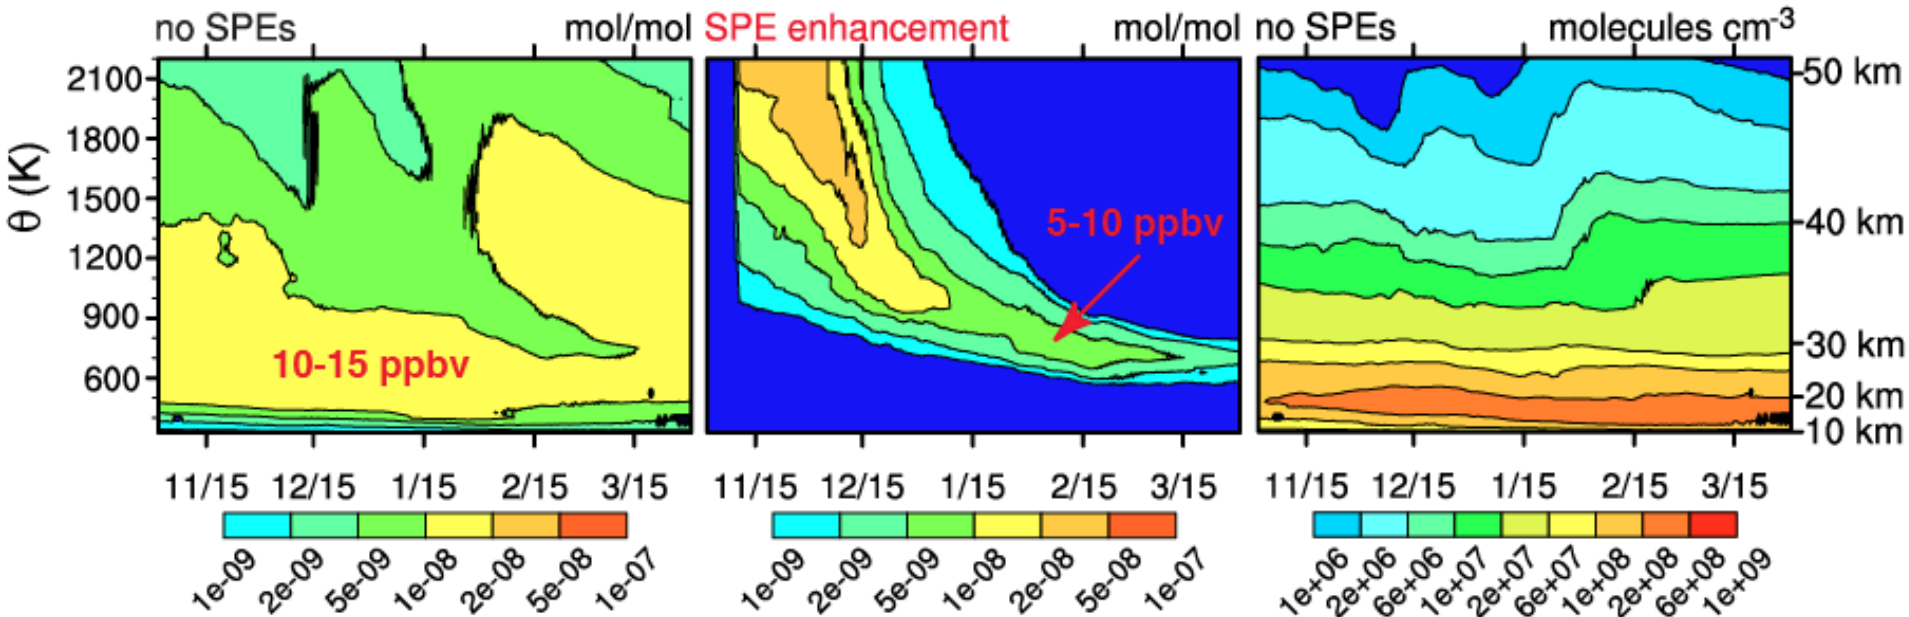 no SPEs mol/mol SPE enhancement mol/mol no SPEs molecules cm⁻³
θ (K)
2100
1800
1500
1200
900
600
10-15 ppbv
5-10 ppbv
50 km
40 km
30 km
20 km
10 km
11/15 12/15 1/15 2/15 3/15 11/15 12/15 1/15 2/15 3/15 11/15 12/15 1/15 2/15 3/15
1e-09 2e-09 5e-09 1e-08 2e-08 5e-08 1e-07 1e-09 2e-09 5e-09 1e-08 2e-08 5e-08 1e-07 1e+06 2e+06 6e+06 1e+07 2e+07 6e+07 1e+08 2e+08 6e+08 1e+09